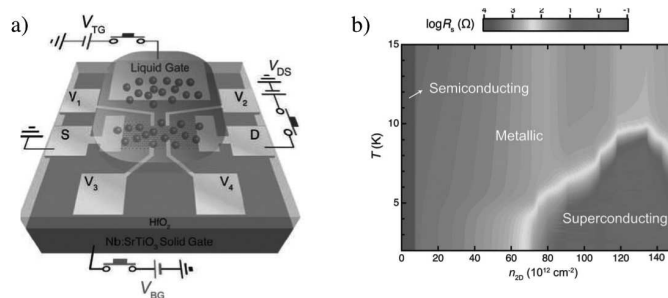 a)
V_TG
Liquid Gate
V_DS
V_1
V_2
S
D
V_3
V_4
HfO_2
Nb:SrTiO_3 Solid Gate
V_BG
b)
logR_s (Ω)
4 3 2 1 0 -1
15
10
5
T (K)
Semiconducting
Metallic
Superconducting
0 20 40 60 80 100 120 140
n_2D (10^12 cm^-2)